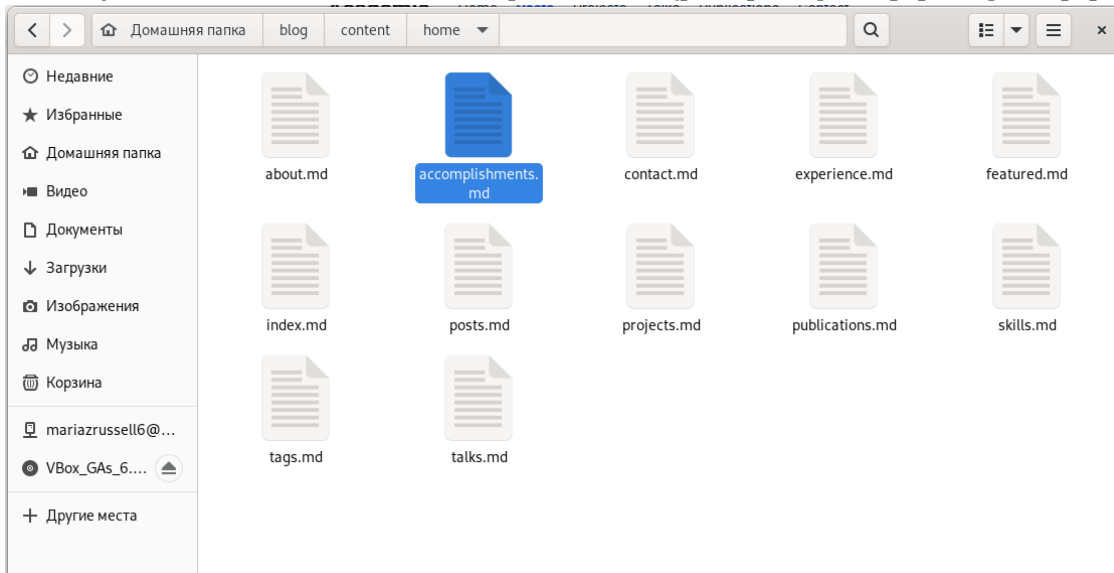 Домашняя папка blog content home
Недавние
Избранные
Домашняя папка
Видео
Документы
Загрузки
Изображения
Музыка
Корзина
mariazrussell6@...
VBox_GAs_6....
Другие места
about.md
accomplishments.
md
contact.md
experience.md
featured.md
index.md
posts.md
projects.md
publications.md
skills.md
tags.md
talks.md